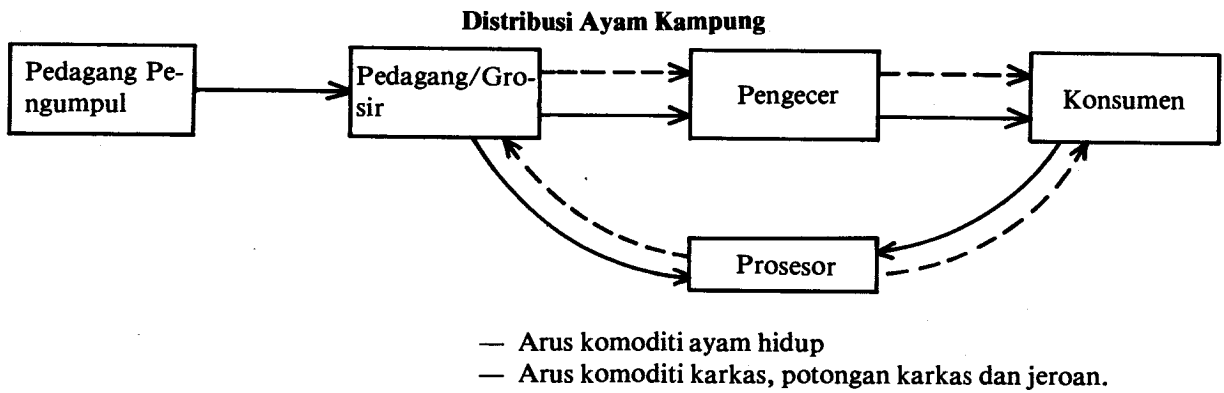 Distribusi Ayam Kampung
Pedagang Pe-
ngumpul
Pedagang/Gro-
sir
Pengecer
Konsumen
Prosesor
— Arus komoditi ayam hidup
— Arus komoditi karkas, potongan karkas dan jeroan.